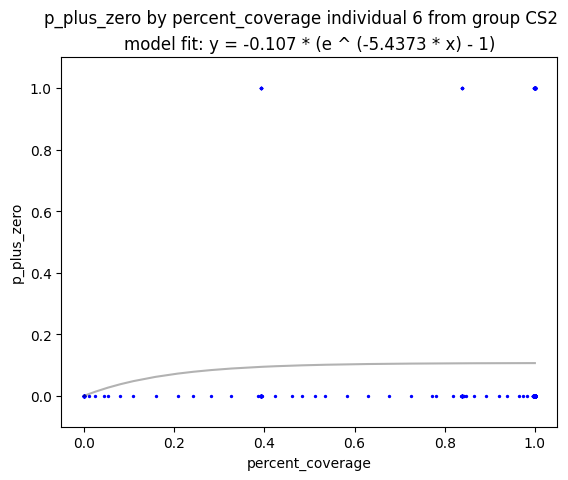 p_plus_zero by percent_coverage individual 6 from group CS2
model fit: y = -0.107 * (e ^ (-5.4373 * x) - 1)
1.0
0.8
0.6
0.4
0.2
0.0
p_plus_zero
0.0 0.2 0.4 0.6 0.8 1.0
percent_coverage